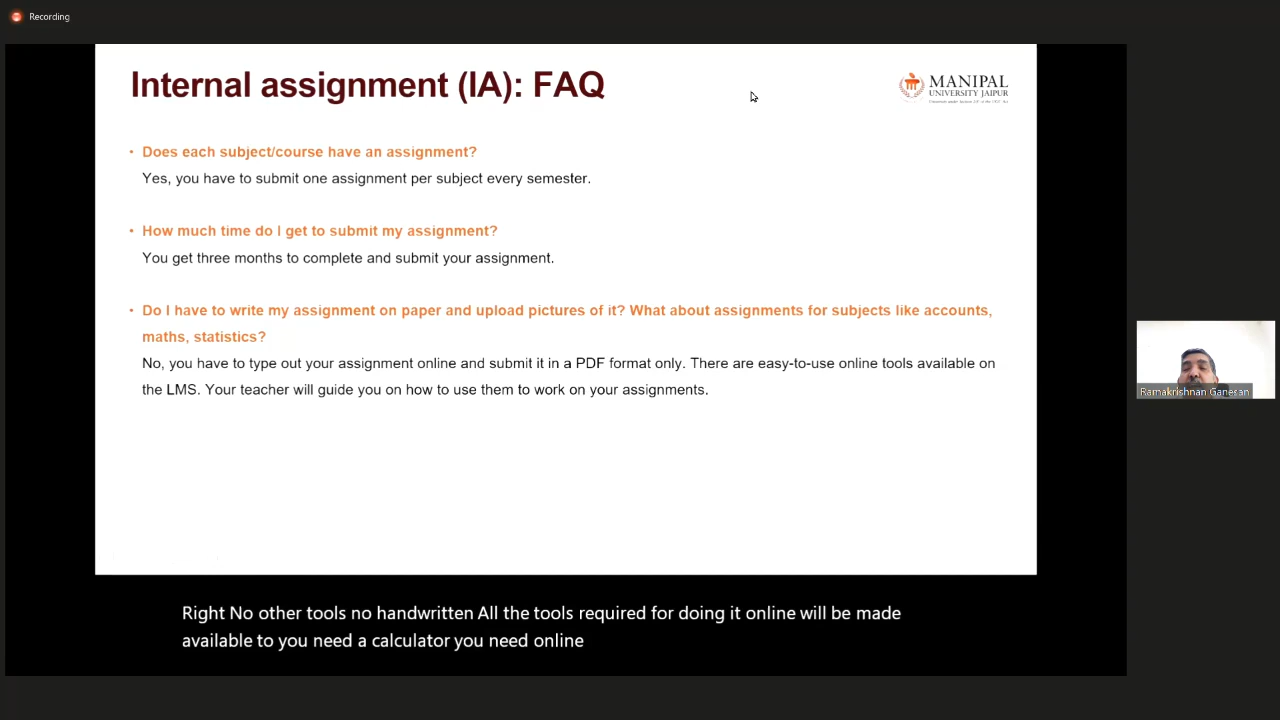 Recording
Internal assignment (IA): FAQ
MANIPAL
UNIVERSITY JAIPUR
• Does each subject/course have an assignment?
Yes, you have to submit one assignment per subject every semester.
• How much time do I get to submit my assignment?
You get three months to complete and submit your assignment.
• Do I have to write my assignment on paper and upload pictures of it? What about assignments for subjects like accounts,
maths, statistics?
No, you have to type out your assignment online and submit it in a PDF format only. There are easy-to-use online tools available on
the LMS. Your teacher will guide you on how to use them to work on your assignments.
Ramakrishnan Ganesan
Right No other tools no handwritten All the tools required for doing it online will be made
available to you need a calculator you need online